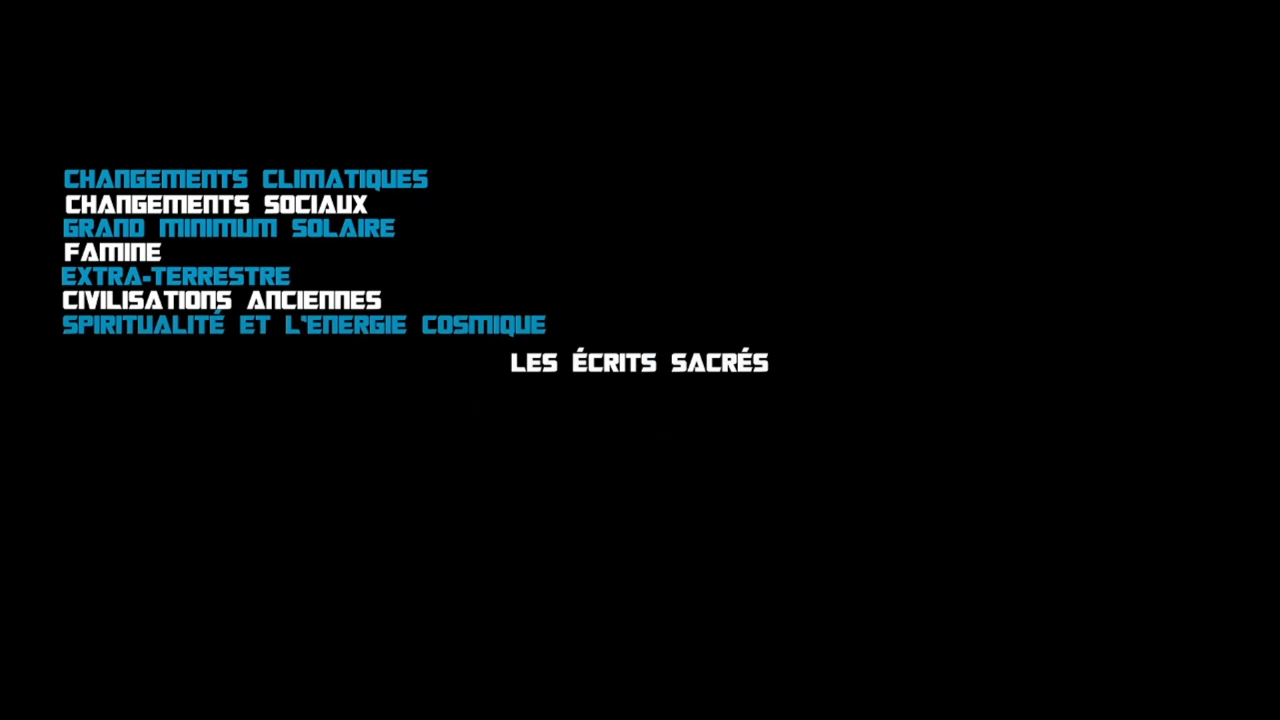 CHANGEMENTS CLIMATIQUES
CHANGEMENTS SOCIAUX
GRAND MINIMUM SOLAIRE
FAMINE
EXTRA-TERRESTRE
CIVILISATIONS ANCIENNES
SPIRITUALITÉ ET L'ENERGIE COSMIQUE
LES ÉCRITS SACRÉS